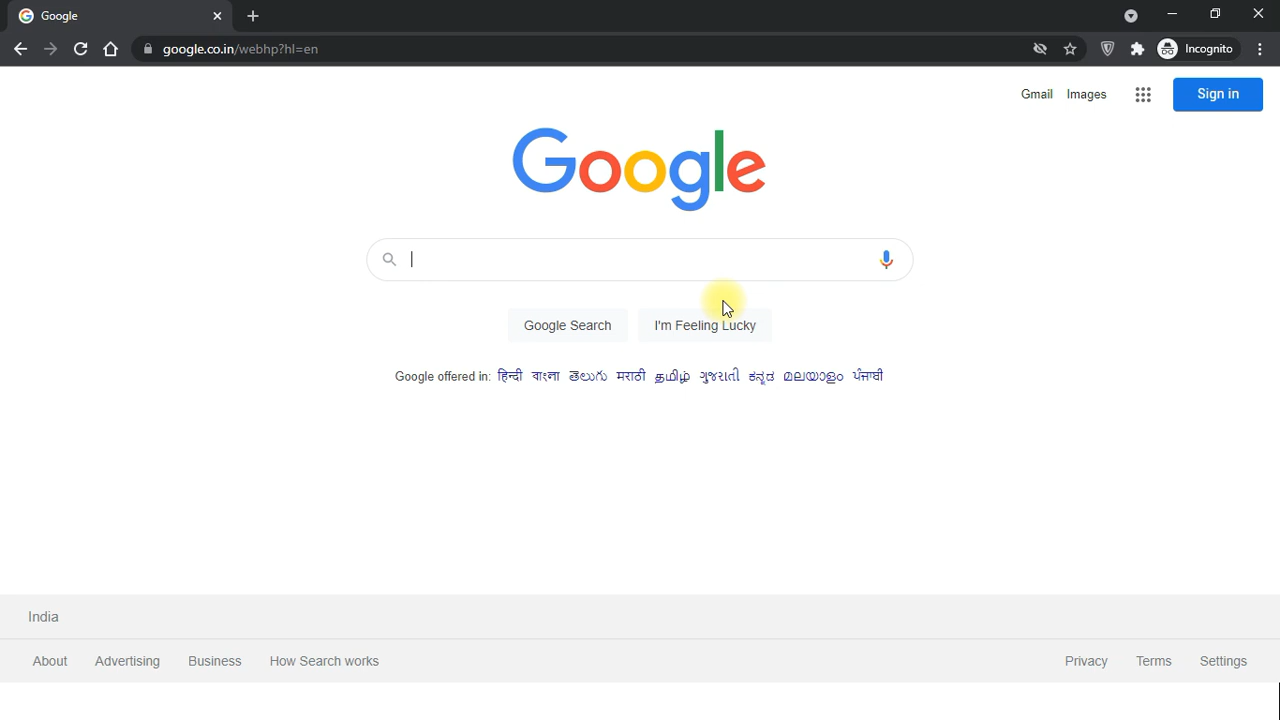 Google
google.co.in/webhp?hl=en
Incognito
Gmail Images Sign in
Google
Google Search I'm Feeling Lucky
Google offered in: हिन्दी বাংলা తెలుగు मराठी தமிழ் ગુજરાતી ಕನ್ನಡ മലയാളം ਪੰਜਾਬੀ
India
About Advertising Business How Search works Privacy Terms Settings